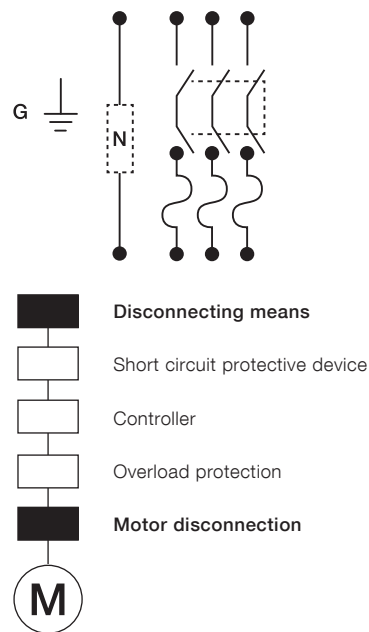 G
N
Disconnecting means
Short circuit protective device
Controller
Overload protection
Motor disconnection
M